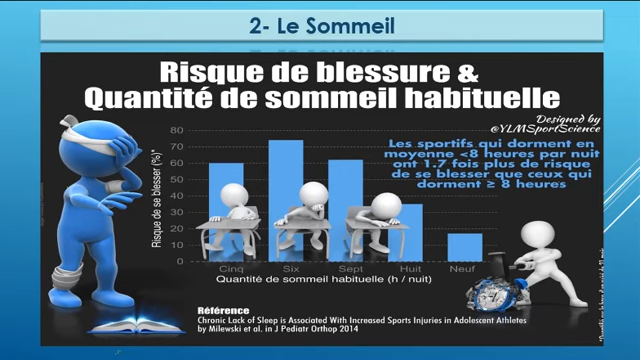 2- Le Sommeil
Risque de blessure &
Quantité de sommeil habituelle
Designed by
@YLMSportScience
Les sportifs qui dorment en
moyenne <8 heures par nuit
ont 1.7 fois plus de risque
de se blesser que ceux qui
dorment ≥ 8 heures
Risque de se blesser (%)*
80
70
60
50
40
30
20
10
0
Cinq Six Sept Huit Neuf
Quantité de sommeil habituelle (h / nuit)
Référence
Chronic Lack of Sleep is Associated With Increased Sports Injuries in Adolescent Athletes
by Milewski et al. in J Pediatr Orthop 2014